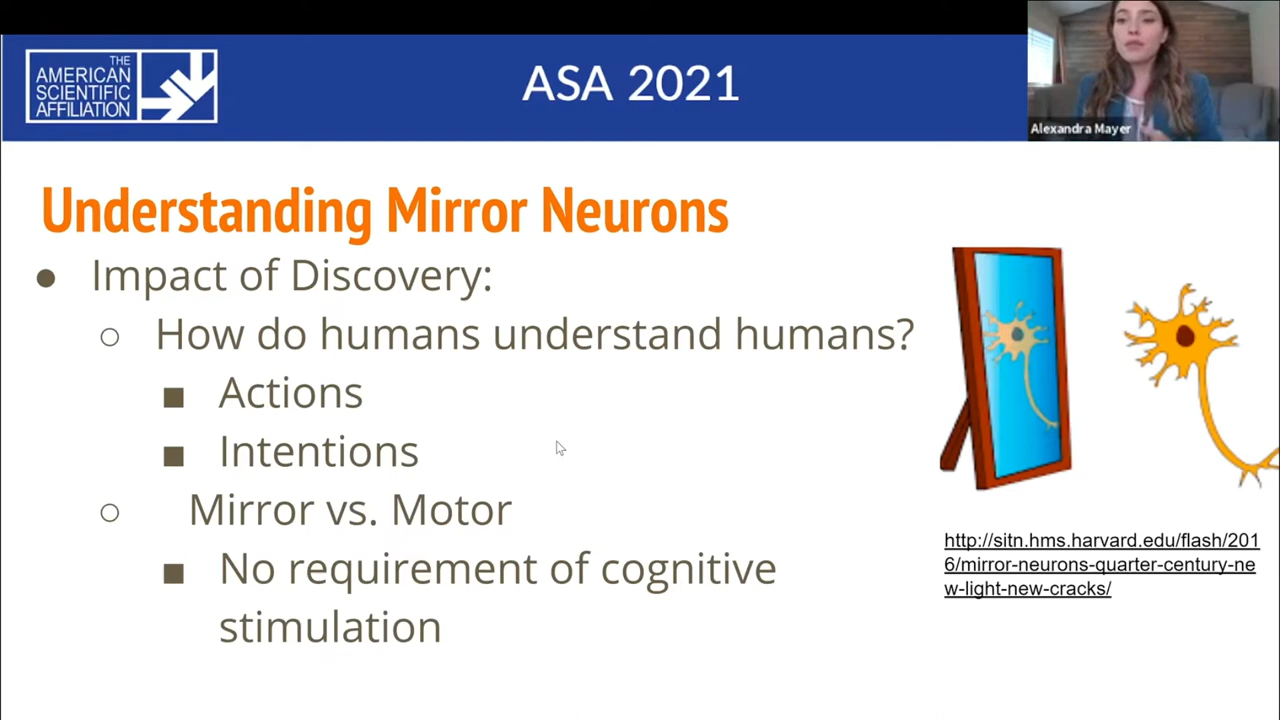 THE
AMERICAN
SCIENTIFIC
AFFILIATION
ASA 2021
Alexandra Mayer
Understanding Mirror Neurons
● Impact of Discovery:
○ How do humans understand humans?
■ Actions
■ Intentions
○ Mirror vs. Motor
■ No requirement of cognitive
stimulation
http://sitn.hms.harvard.edu/flash/201
6/mirror-neurons-quarter-century-ne
w-light-new-cracks/